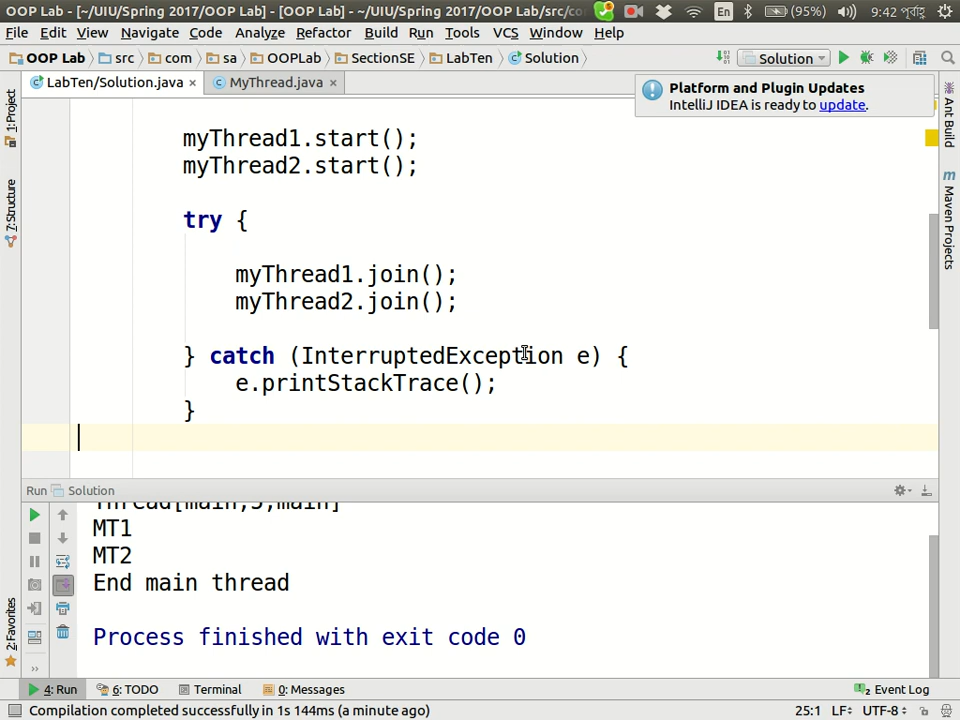 OOP Lab - [~/UIU/Spring 2017/OOP Lab] - [OOP Lab] - ~/UIU/Spring 2017/OOP Lab/src/co
En (95%) 9:42 পূর্বাহ্ণ
File Edit View Navigate Code Analyze Refactor Build Run Tools VCS Window Help
OOP Lab src com sa OOPLab SectionSE LabTen Solution Solution
LabTen/Solution.java MyThread.java
Platform and Plugin Updates
IntelliJ IDEA is ready to update.
1: Project
7: Structure
2: Favorites
Ant Build
Maven Projects
myThread1.start();
myThread2.start();
try {
myThread1.join();
myThread2.join();
} catch (InterruptedException e) {
e.printStackTrace();
}
Run Solution
Thread[main,5,main]
MT1
MT2
End main thread
Process finished with exit code 0
4: Run 6: TODO Terminal 0: Messages 2 Event Log
Compilation completed successfully in 1s 144ms (a minute ago) 25:1 LF UTF-8